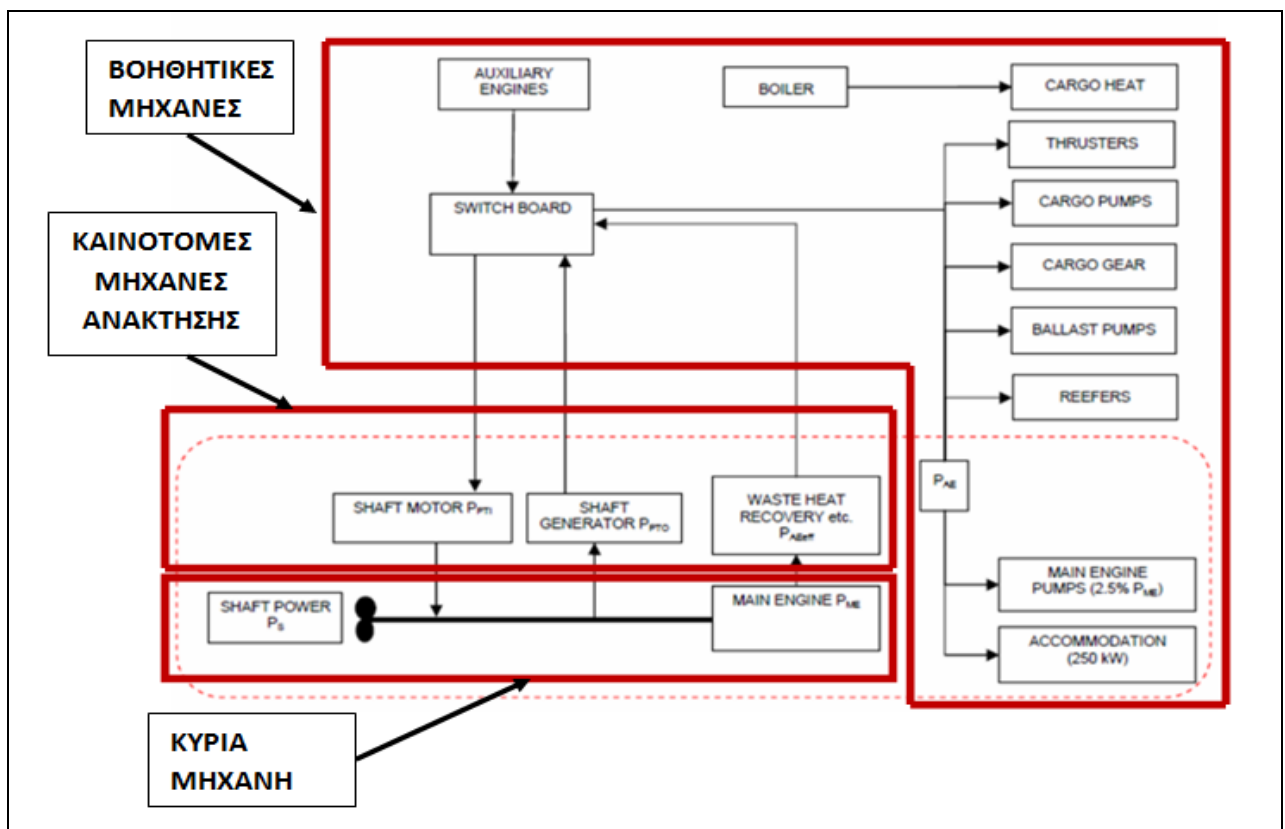 ΒΟΗΘΗΤΙΚΕΣ
ΜΗΧΑΝΕΣ
AUXILIARY
ENGINES
BOILER
CARGO HEAT
THRUSTERS
SWITCH BOARD
CARGO PUMPS
ΚΑΙΝΟΤΟΜΕΣ
ΜΗΧΑΝΕΣ
ΑΝΑΚΤΗΣΗΣ
CARGO GEAR
BALLAST PUMPS
REEFERS
PAE
SHAFT MOTOR PPTI
SHAFT
GENERATOR PPTO
WASTE HEAT
RECOVERY etc.
PAEeff
MAIN ENGINE
PUMPS (2.5% PME)
SHAFT POWER
PS
MAIN ENGINE PME
ACCOMMODATION
(250 kW)
ΚΥΡΙΑ
ΜΗΧΑΝΗ